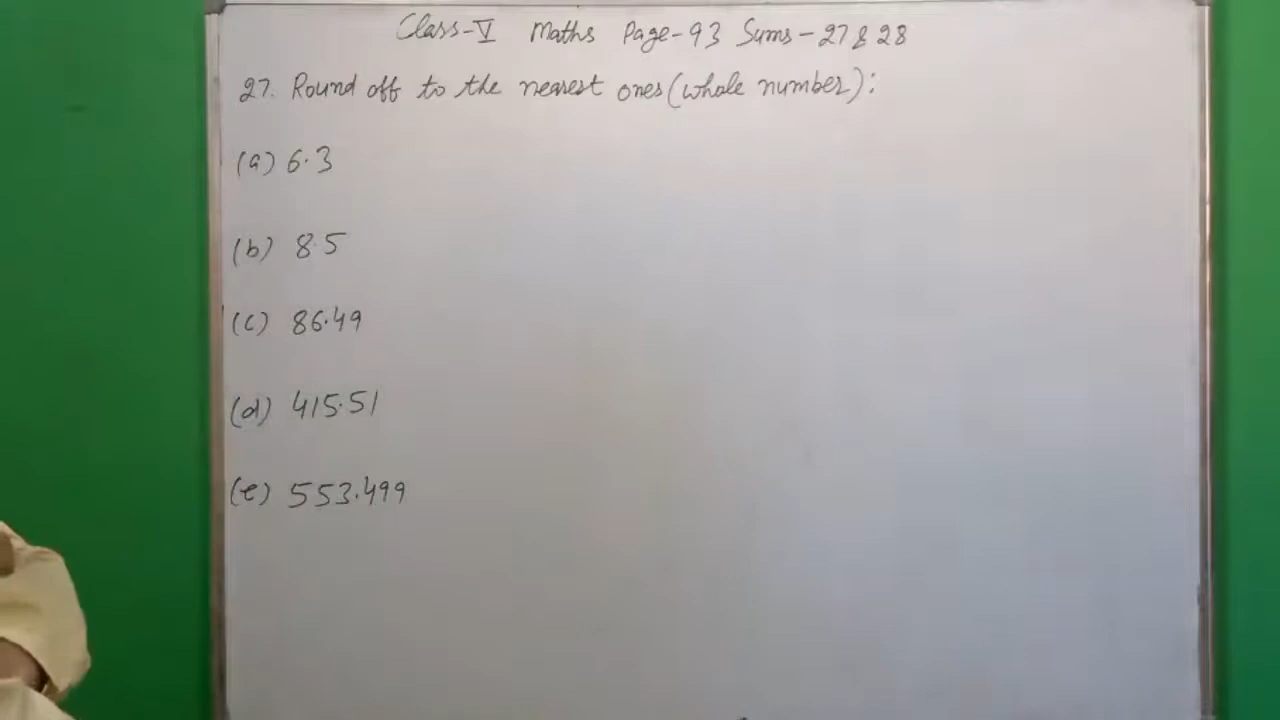 Class-V Maths Page-93 Sums-27 & 28
27. Round off to the nearest ones (whole number):
(a) 6.3
(b) 8.5
(c) 86.49
(d) 415.51
(e) 553.499